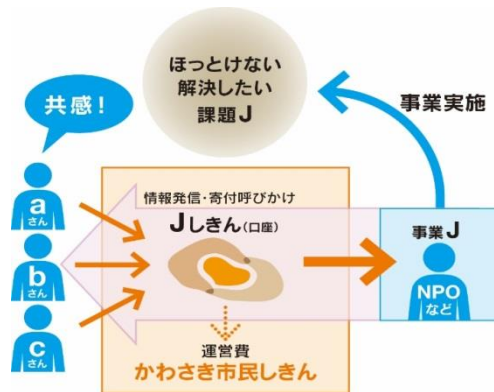 ほっとけない
解決したい
課題J
共感!
事業実施
aさん
bさん
cさん
情報発信・寄付呼びかけ
Jしきん(口座)
事業J
NPO
など
運営費
かわさき市民しきん